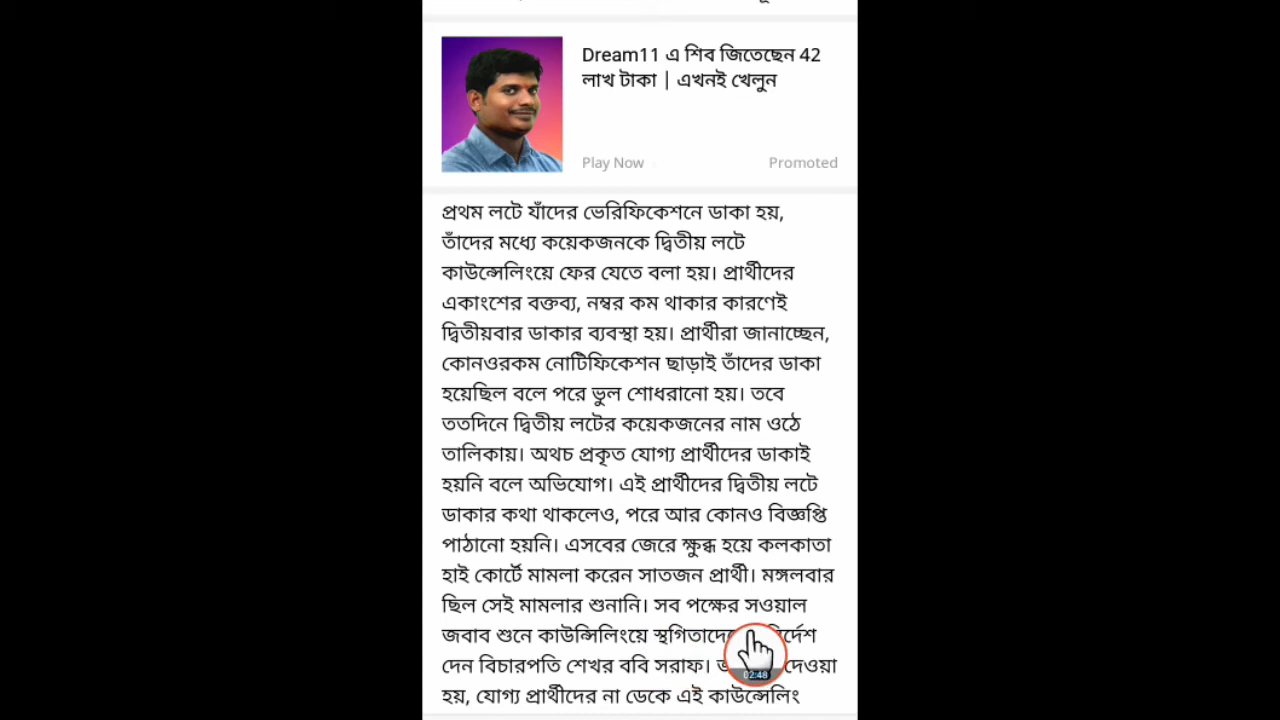 Dream11 এ শিব জিতেছেন 42
লাখ টাকা | এখনই খেলুন
Play Now
Promoted
প্রথম লটে যাঁদের ভেরিফিকেশনে ডাকা হয়,
তাঁদের মধ্যে কয়েকজনকে দ্বিতীয় লটে
কাউন্সেলিংয়ে ফের যেতে বলা হয়। প্রার্থীদের
একাংশের বক্তব্য, নম্বর কম থাকার কারণেই
দ্বিতীয়বার ডাকার ব্যবস্থা হয়। প্রার্থীরা জানাচ্ছেন,
কোনওরকম নোটিফিকেশন ছাড়াই তাঁদের ডাকা
হয়েছিল বলে পরে ভুল শোধরানো হয়। তবে
ততদিনে দ্বিতীয় লটের কয়েকজনের নাম ওঠে
তালিকায়। অথচ প্রকৃত যোগ্য প্রার্থীদের ডাকাই
হয়নি বলে অভিযোগ। এই প্রার্থীদের দ্বিতীয় লটে
ডাকার কথা থাকলেও, পরে আর কোনও বিজ্ঞপ্তি
পাঠানো হয়নি। এসবের জেরে ক্ষুব্ধ হয়ে কলকাতা
হাই কোর্টে মামলা করেন সাতজন প্রার্থী। মঙ্গলবার
ছিল সেই মামলার শুনানি। সব পক্ষের সওয়াল
জবাব শুনে কাউন্সিলিংয়ে
দেন বিচারপতি শেখর ববি সরাফ। দেওয়া
হয়, যোগ্য প্রার্থীদের না ডেকে এই কাউন্সেলিং
02:48